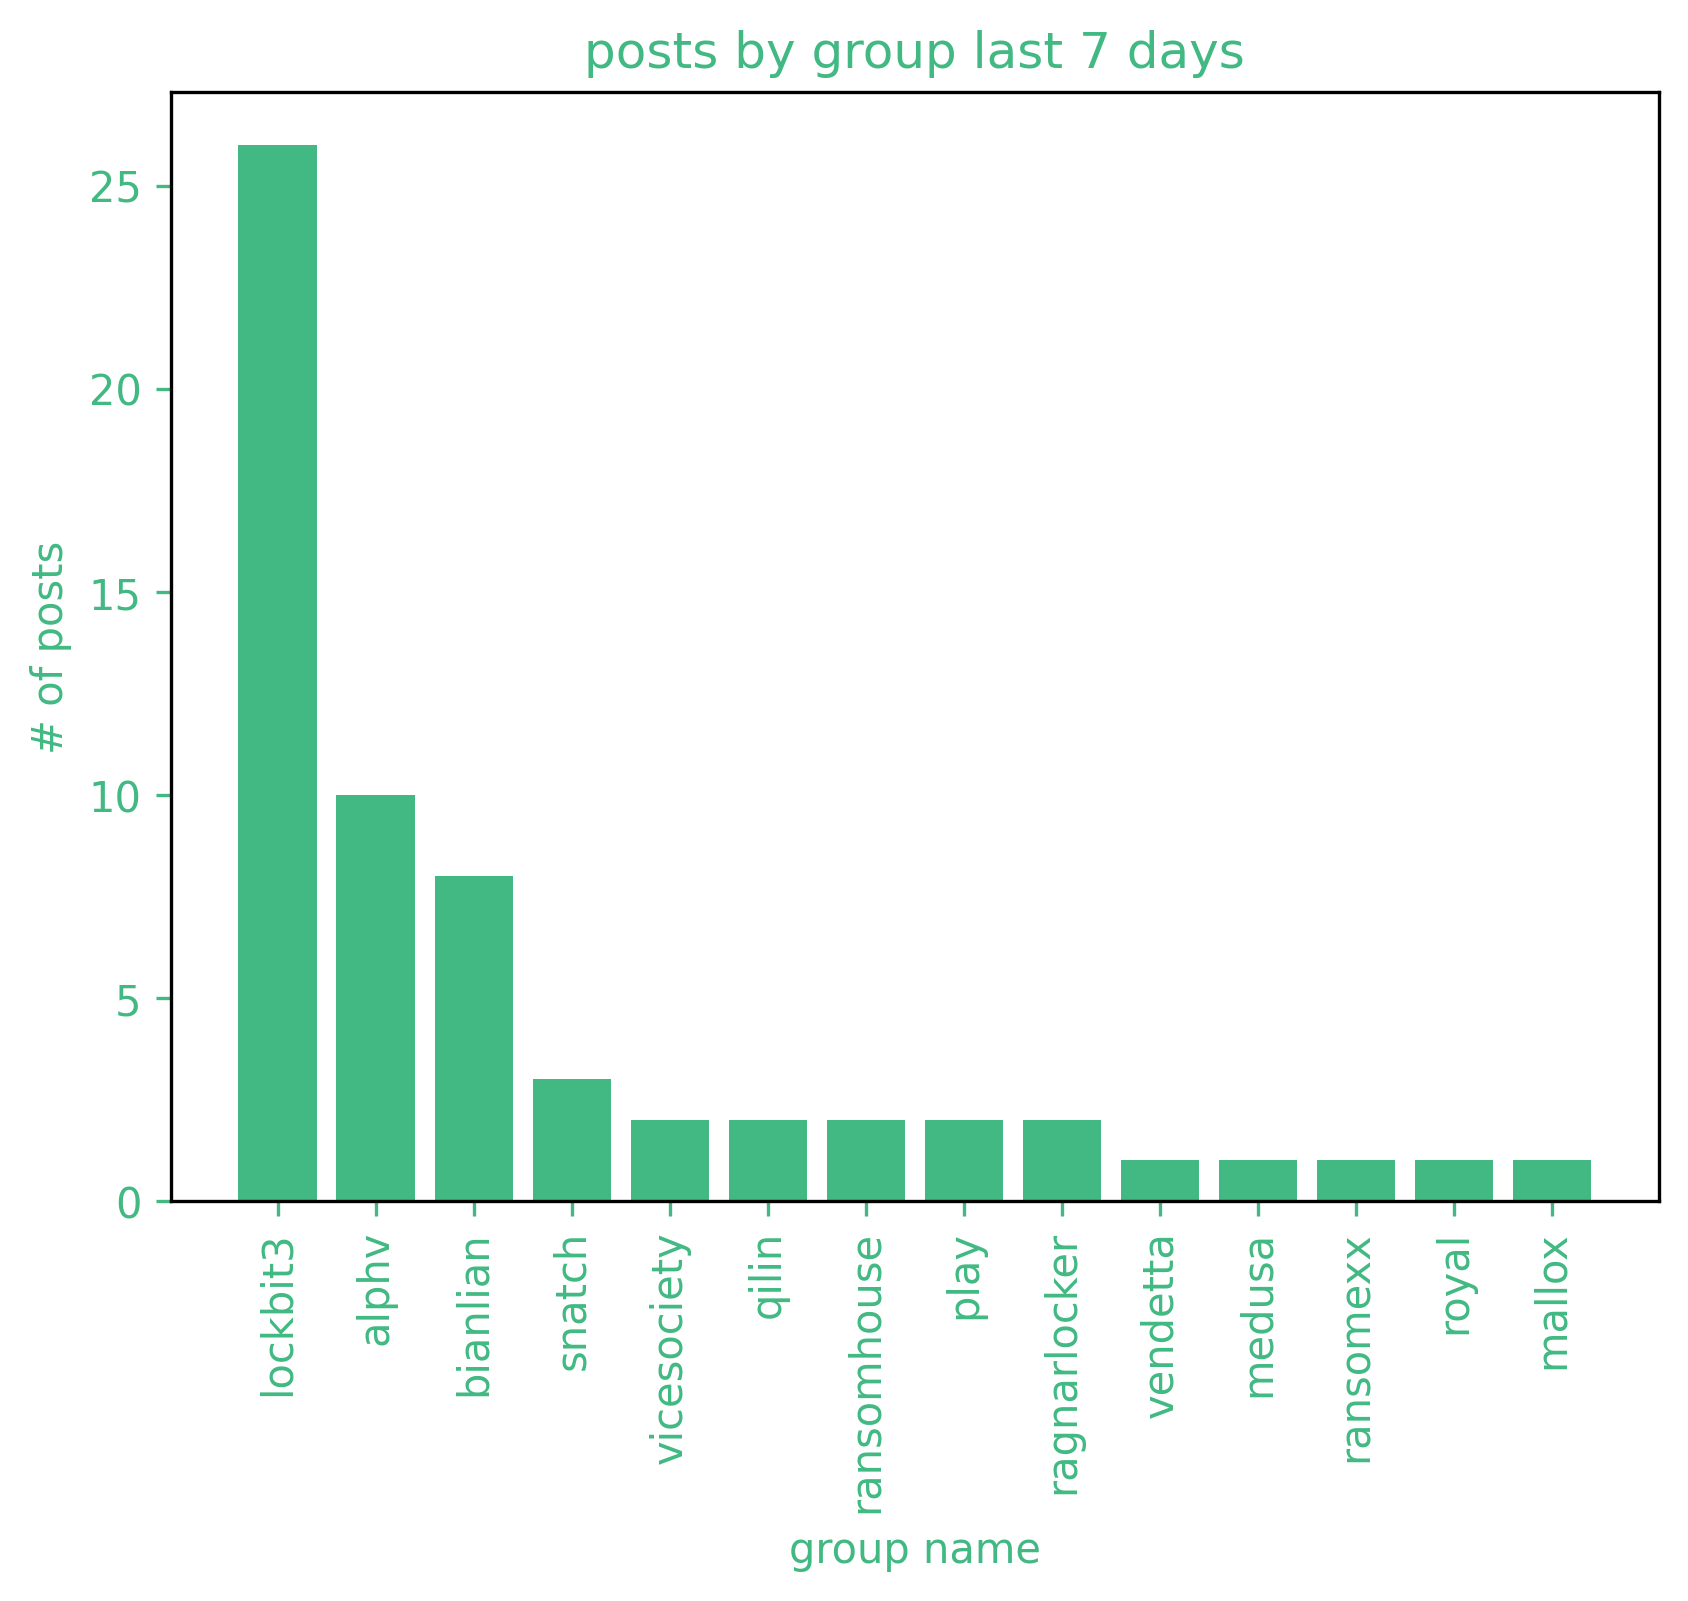 posts by group last 7 days
# of posts
25
20
15
10
5
0
lockbit3
alphv
bianlian
snatch
vicesociety
qilin
ransomhouse
play
ragnarlocker
vendetta
medusa
ransomexx
royal
mallox
group name